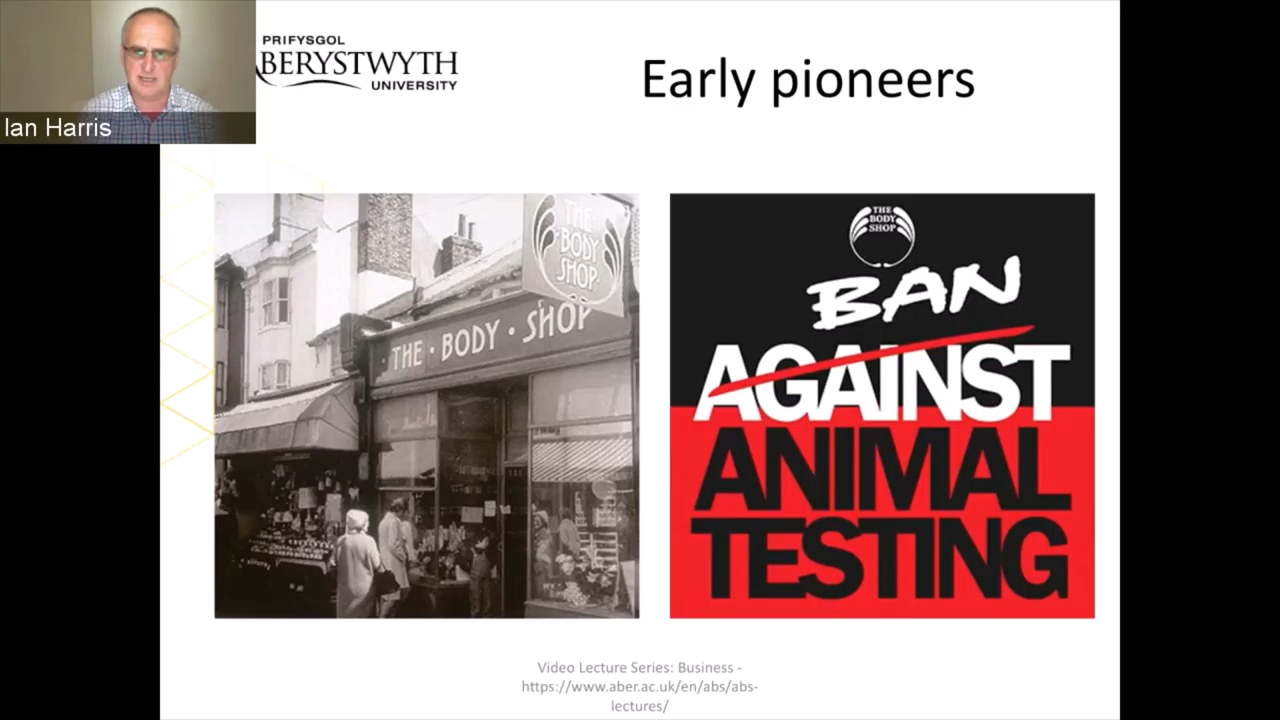 Ian Harris
PRIFYSGOL
ABERYSTWYTH
UNIVERSITY
Early pioneers
THE
BODY
SHOP
THE · BODY · SHOP
THE
BODY
SHOP
BAN
AGAINST
ANIMAL
TESTING
Video Lecture Series: Business -
https://www.aber.ac.uk/en/abs/abs-
lectures/